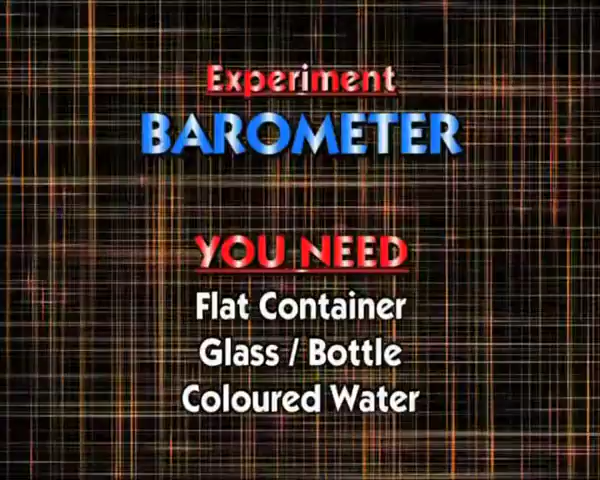 Experiment
BAROMETER
YOU NEED
Flat Container
Glass / Bottle
Coloured Water